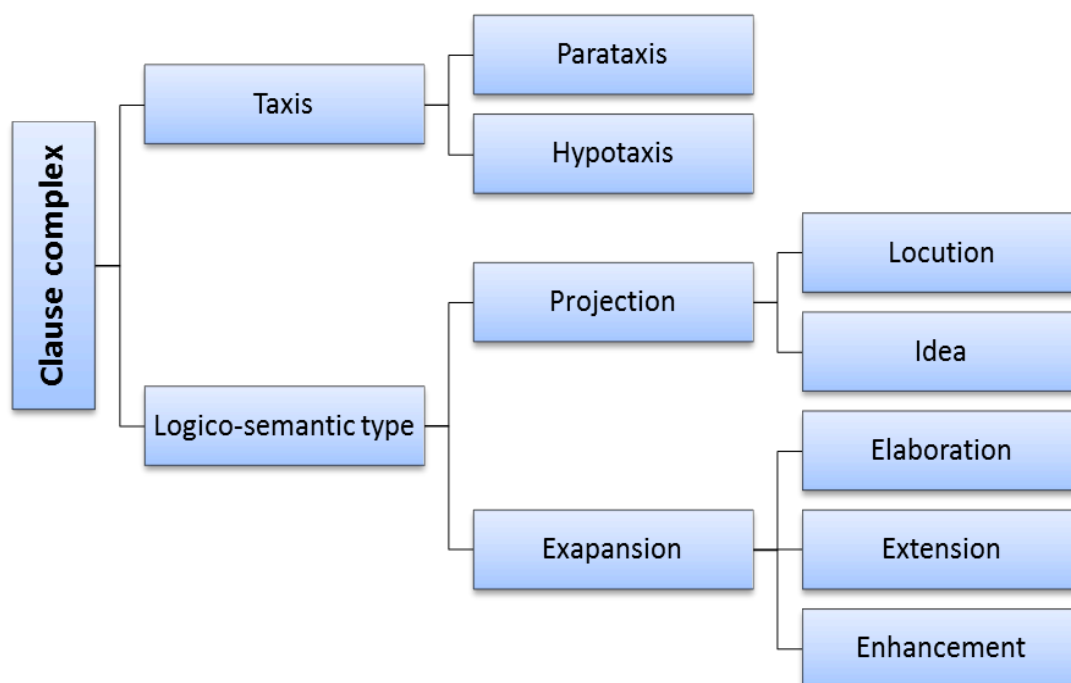 Clause complex
Taxis
Parataxis
Hypotaxis
Logico-semantic type
Projection
Locution
Idea
Exapansion
Elaboration
Extension
Enhancement